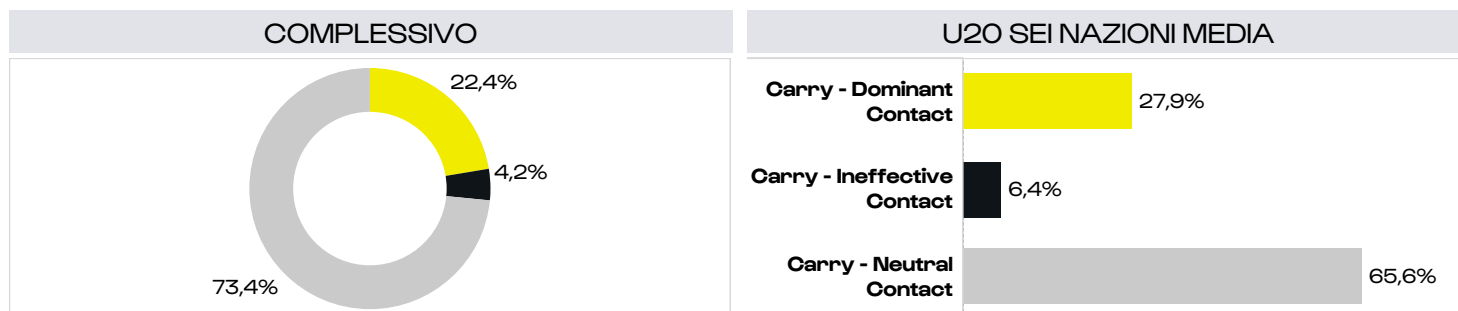 COMPLESSIVO
22,4%
4,2%
73,4%
U20 SEI NAZIONI MEDIA
Carry - Dominant
Contact
27,9%
Carry - Ineffective
Contact
6,4%
Carry - Neutral
Contact
65,6%